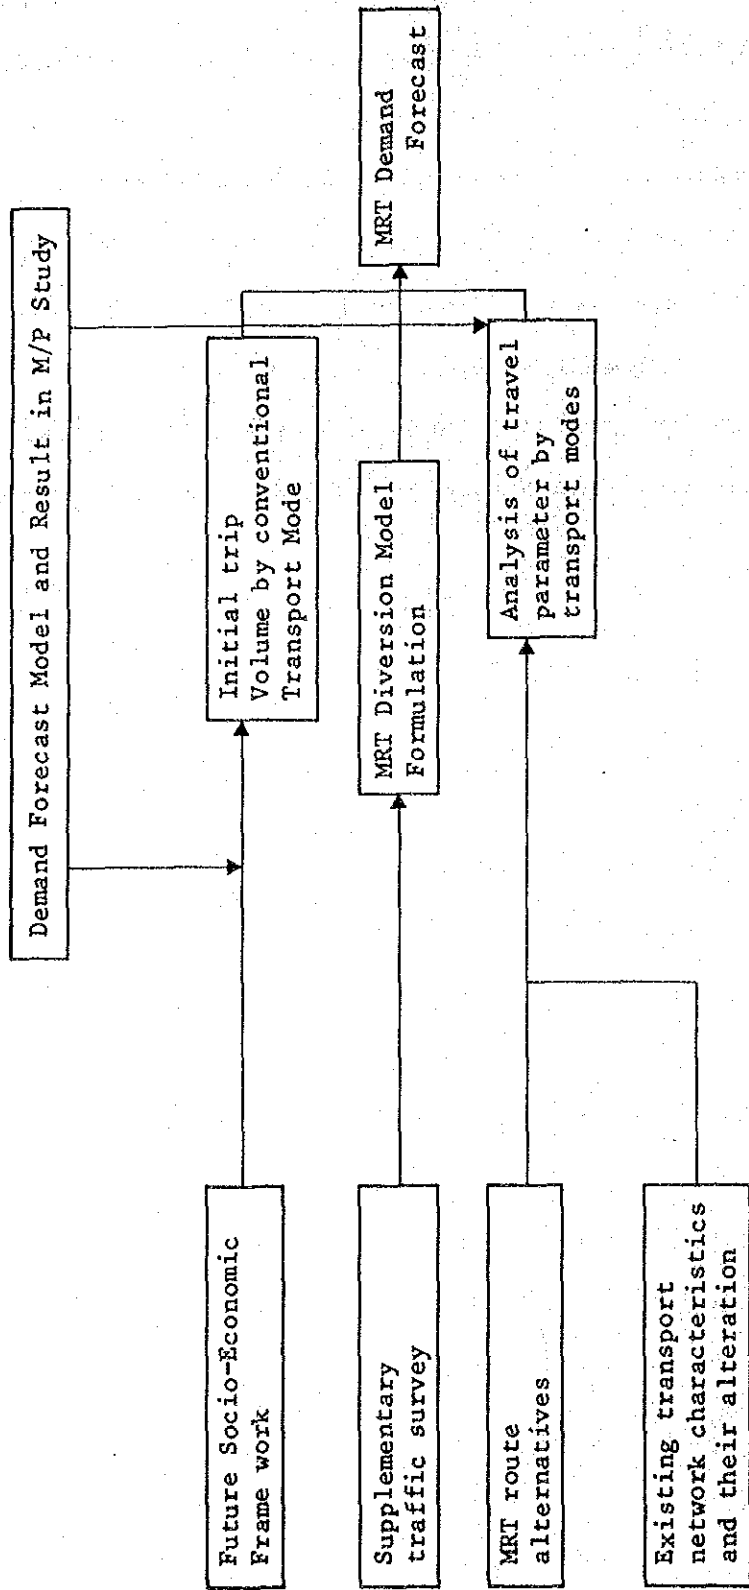 Demand Forecast Model and Result in M/P Study
Future Socio-Economic
Frame work
Initial trip
Volume by conventional
Transport Mode
Supplementary
traffic survey
MRT Diversion Model
Formulation
MRT Demand
Forecast
MRT route
alternatives
Analysis of travel
parameter by
transport modes
Existing transport
network characteristics
and their alteration